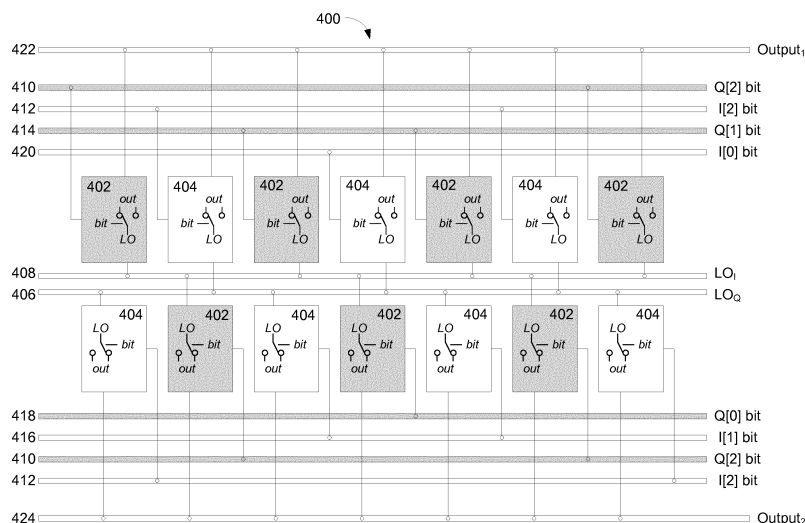 400
422 Output₁
410 Q[2] bit
412 I[2] bit
414 Q[1] bit
420 I[0] bit
402 404 402 404 402 404 402
out out out out out out out
bit bit bit bit bit bit bit
LO LO LO LO LO LO LO
408 LO_I
406 LO_Q
404 402 404 402 404 402 404
LO LO LO LO LO LO LO
bit bit bit bit bit bit bit
out out out out out out out
418 Q[0] bit
416 I[1] bit
410 Q[2] bit
412 I[2] bit
424 Output₂